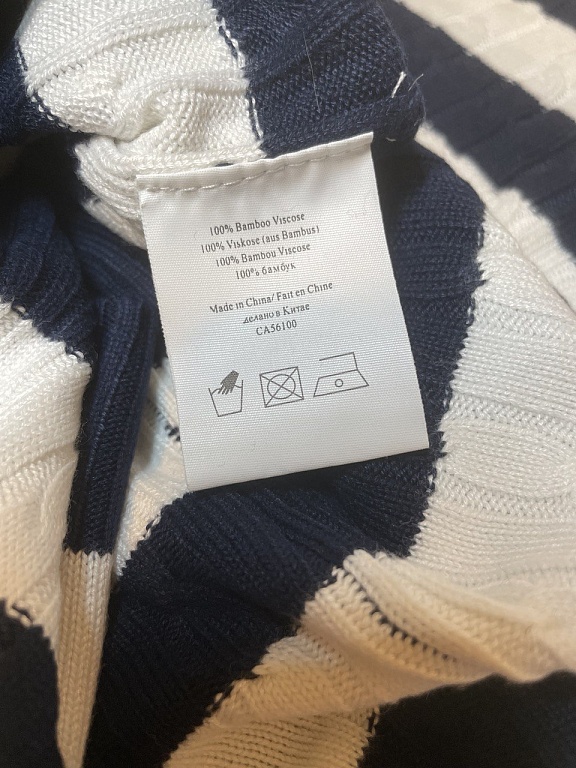 100% Bamboo Viscose
100% Viskose (aus Bambus)
100% Bambou Viscose
100% бамбук
Made in China/ Fait en Chine
делано в Китае
CA56100